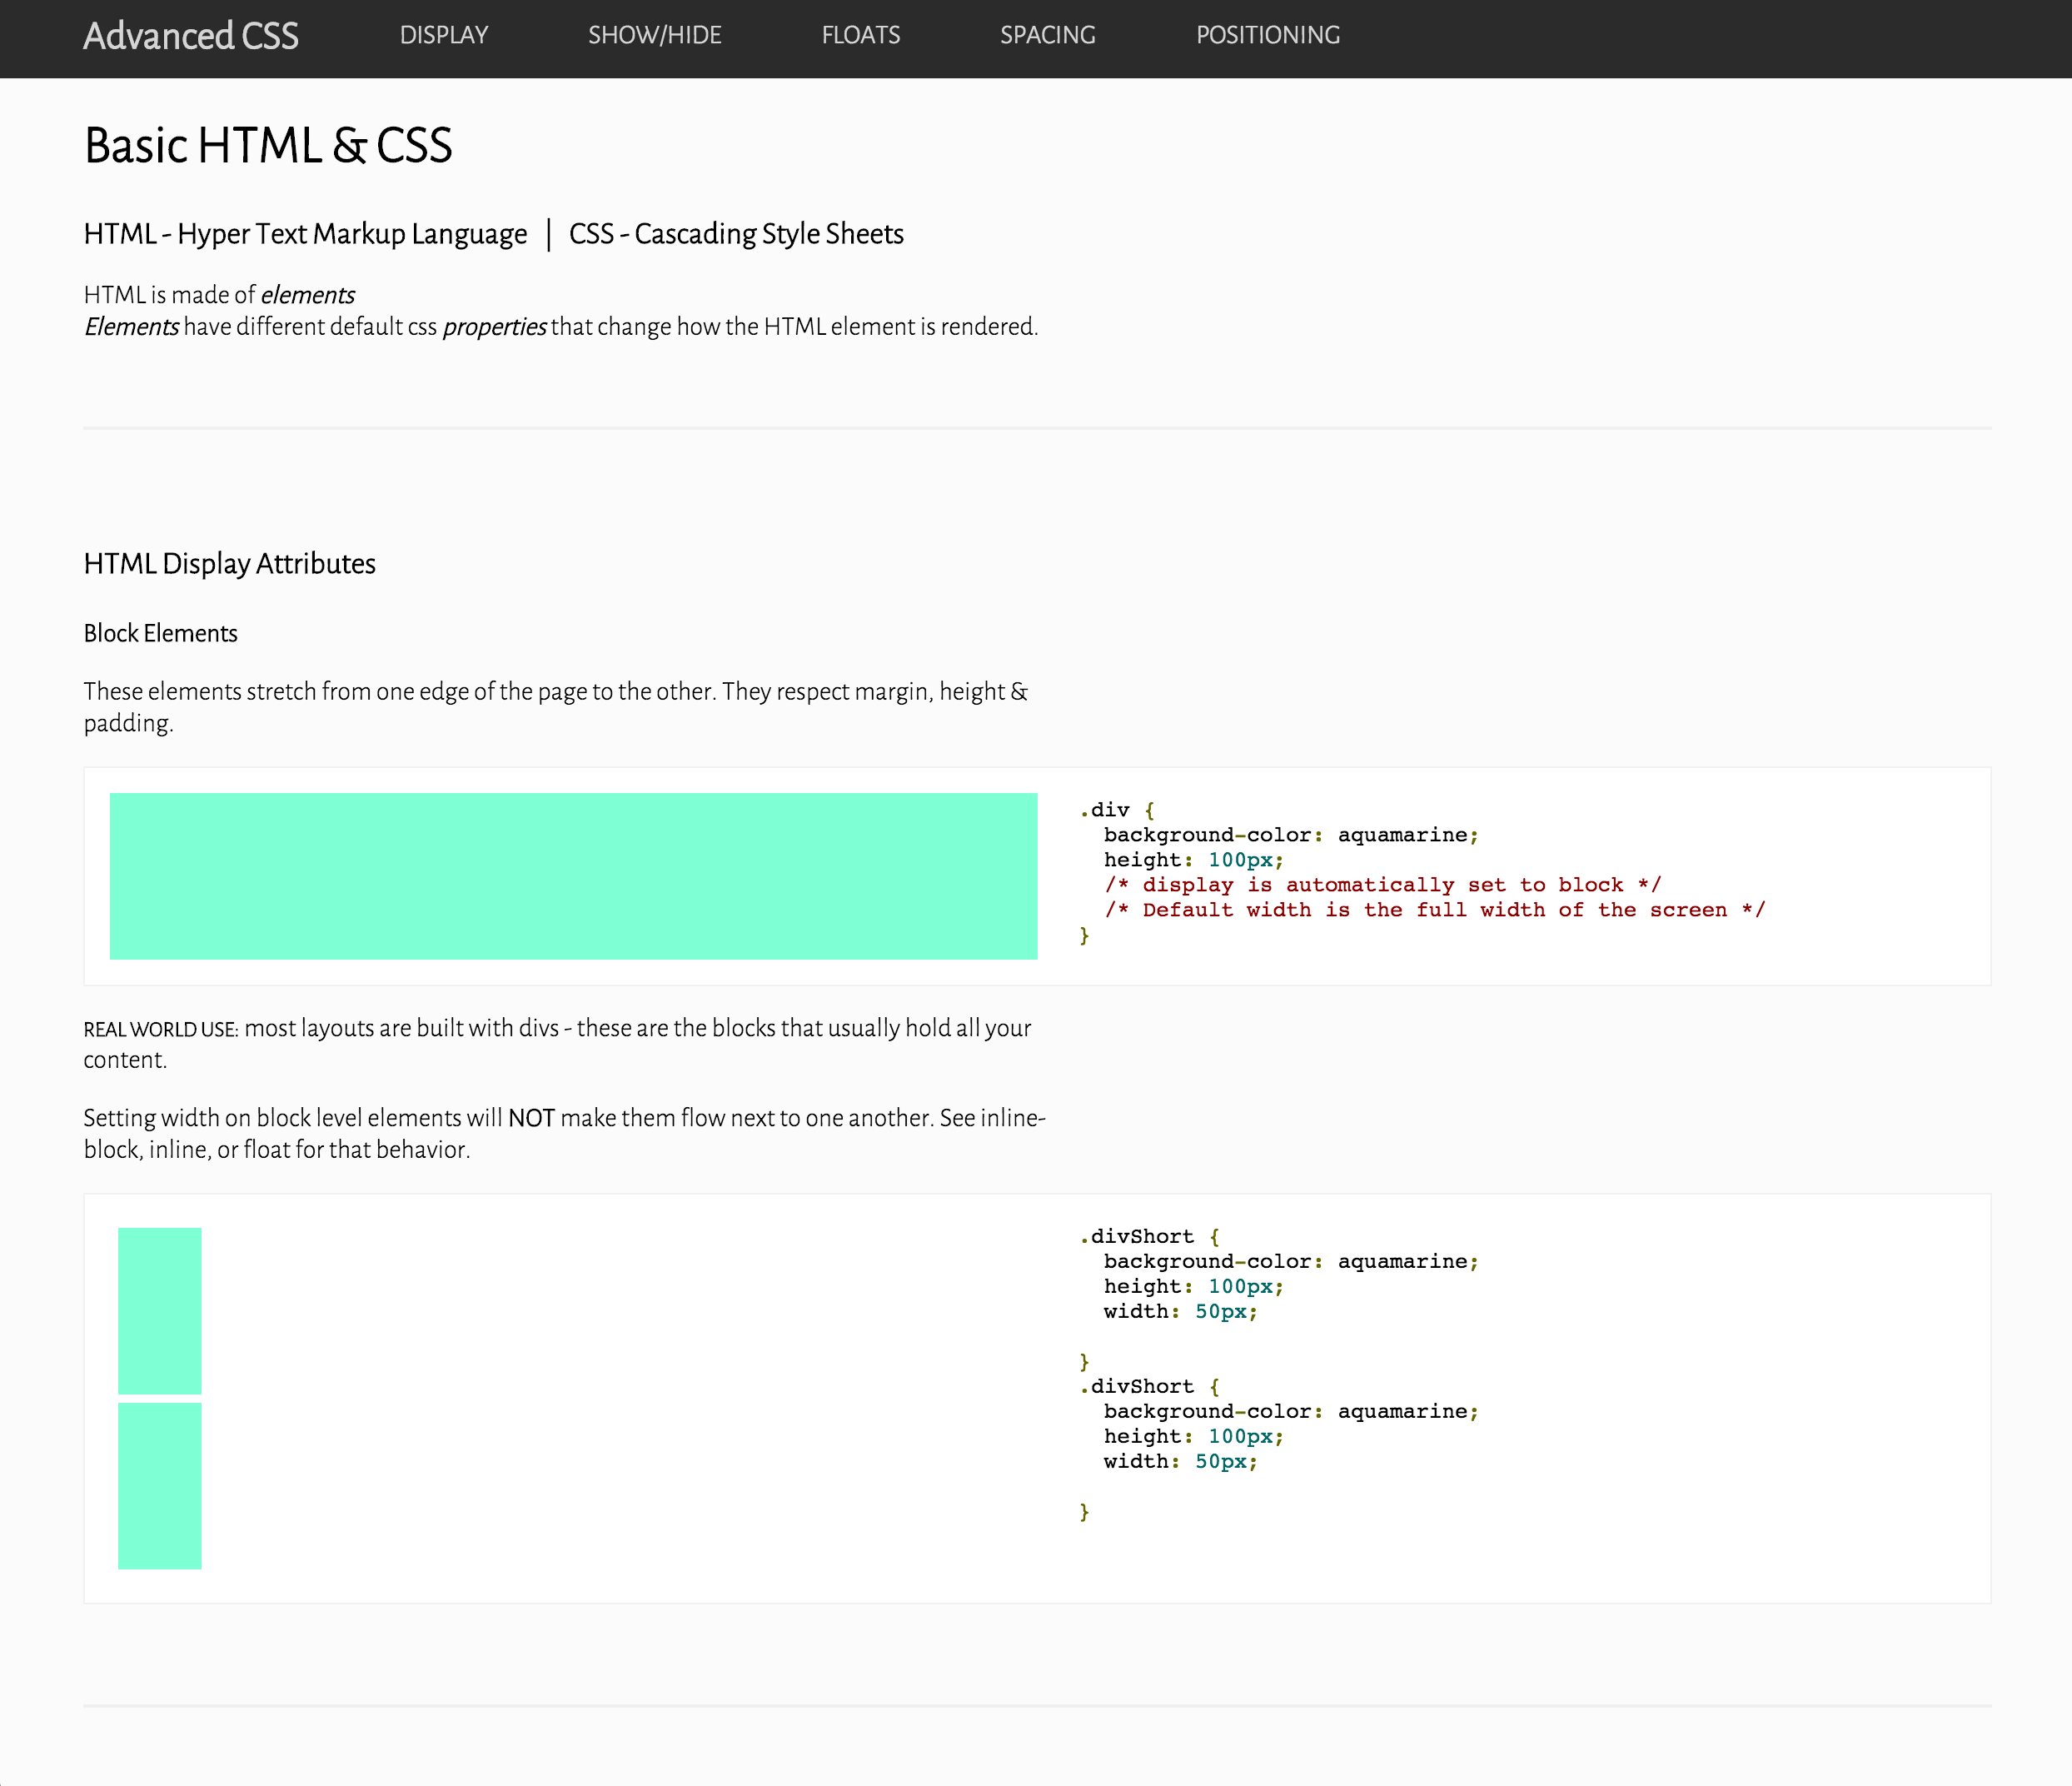 Advanced CSS DISPLAY SHOW/HIDE FLOATS SPACING POSITIONING
Basic HTML & CSS
HTML - Hyper Text Markup Language | CSS - Cascading Style Sheets
HTML is made of elements
Elements have different default css properties that change how the HTML element is rendered.
HTML Display Attributes
Block Elements
These elements stretch from one edge of the page to the other. They respect margin, height &
padding.
.div {
  background-color: aquamarine;
  height: 100px;
  /* display is automatically set to block */
  /* Default width is the full width of the screen */
}
REAL WORLD USE: most layouts are built with divs - these are the blocks that usually hold all your
content.
Setting width on block level elements will NOT make them flow next to one another. See inline-
block, inline, or float for that behavior.
.divShort {
  background-color: aquamarine;
  height: 100px;
  width: 50px;
}
.divShort {
  background-color: aquamarine;
  height: 100px;
  width: 50px;
}